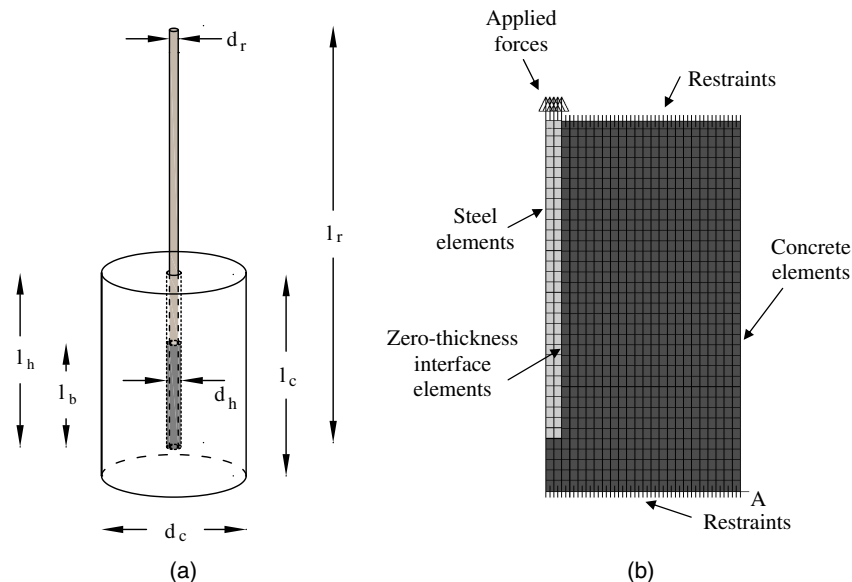 d r
l r
l h
l b
d h
l c
d c
(a)
Applied
forces
Restraints
Steel
elements
Concrete
elements
Zero-thickness
interface
elements
A
Restraints
(b)